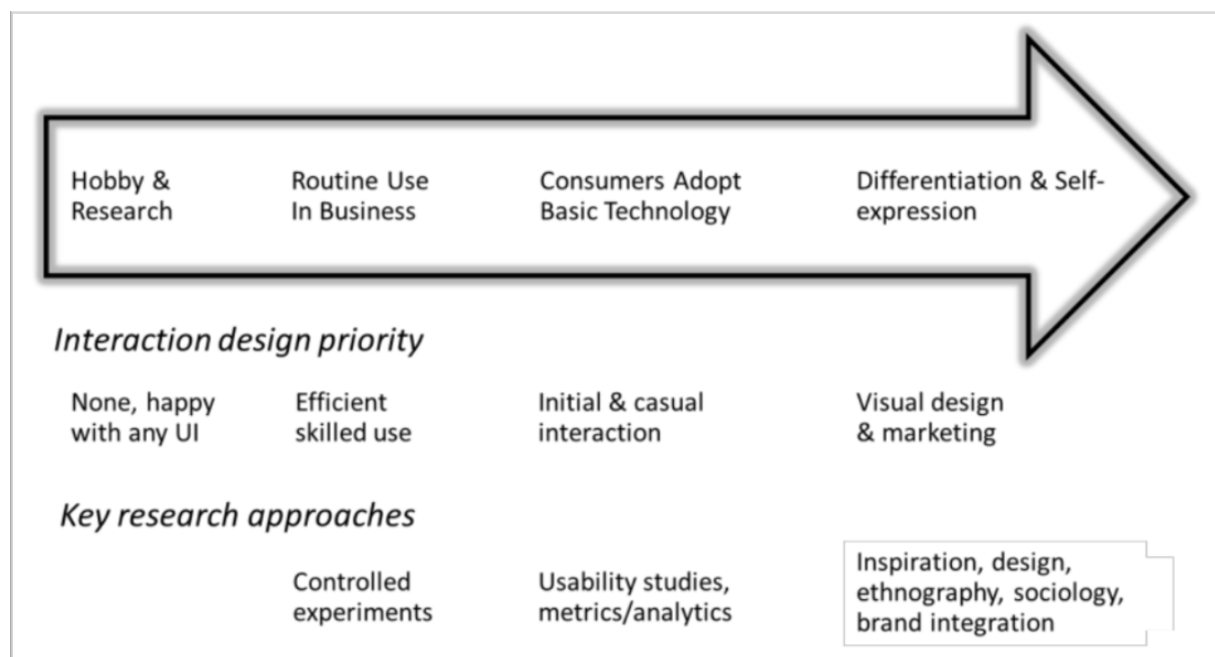 Hobby &
Research
Routine Use
In Business
Consumers Adopt
Basic Technology
Differentiation & Self-
expression
Interaction design priority
None, happy
with any UI
Efficient
skilled use
Initial & casual
interaction
Visual design
& marketing
Key research approaches
Controlled
experiments
Usability studies,
metrics/analytics
Inspiration, design,
ethnography, sociology,
brand integration